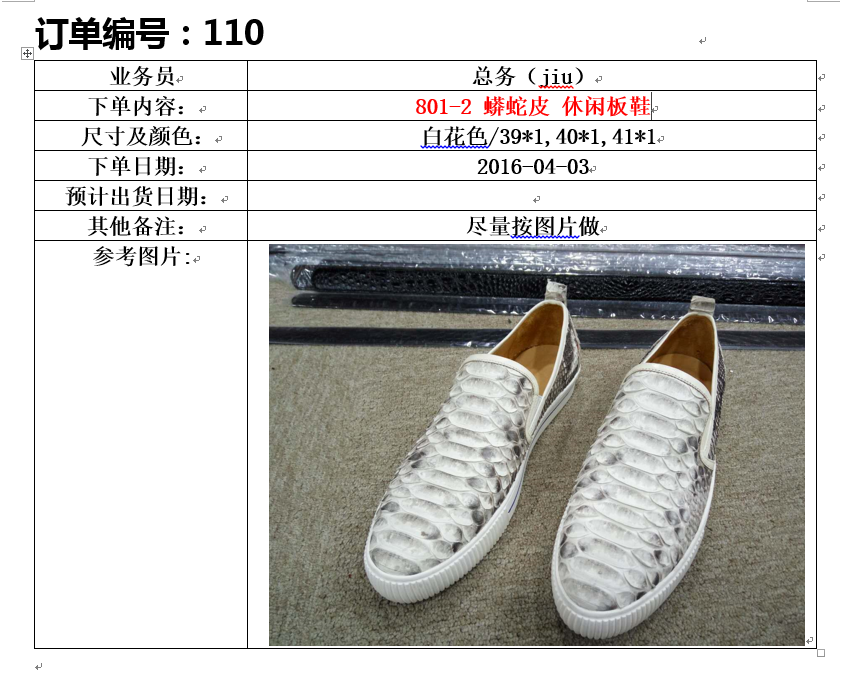 订单编号：110
业务员 总务（jiu）
下单内容： 801-2 蟒蛇皮 休闲板鞋
尺寸及颜色： 白花色/39*1,40*1,41*1
下单日期： 2016-04-03
预计出货日期：
其他备注： 尽量按图片做
参考图片: